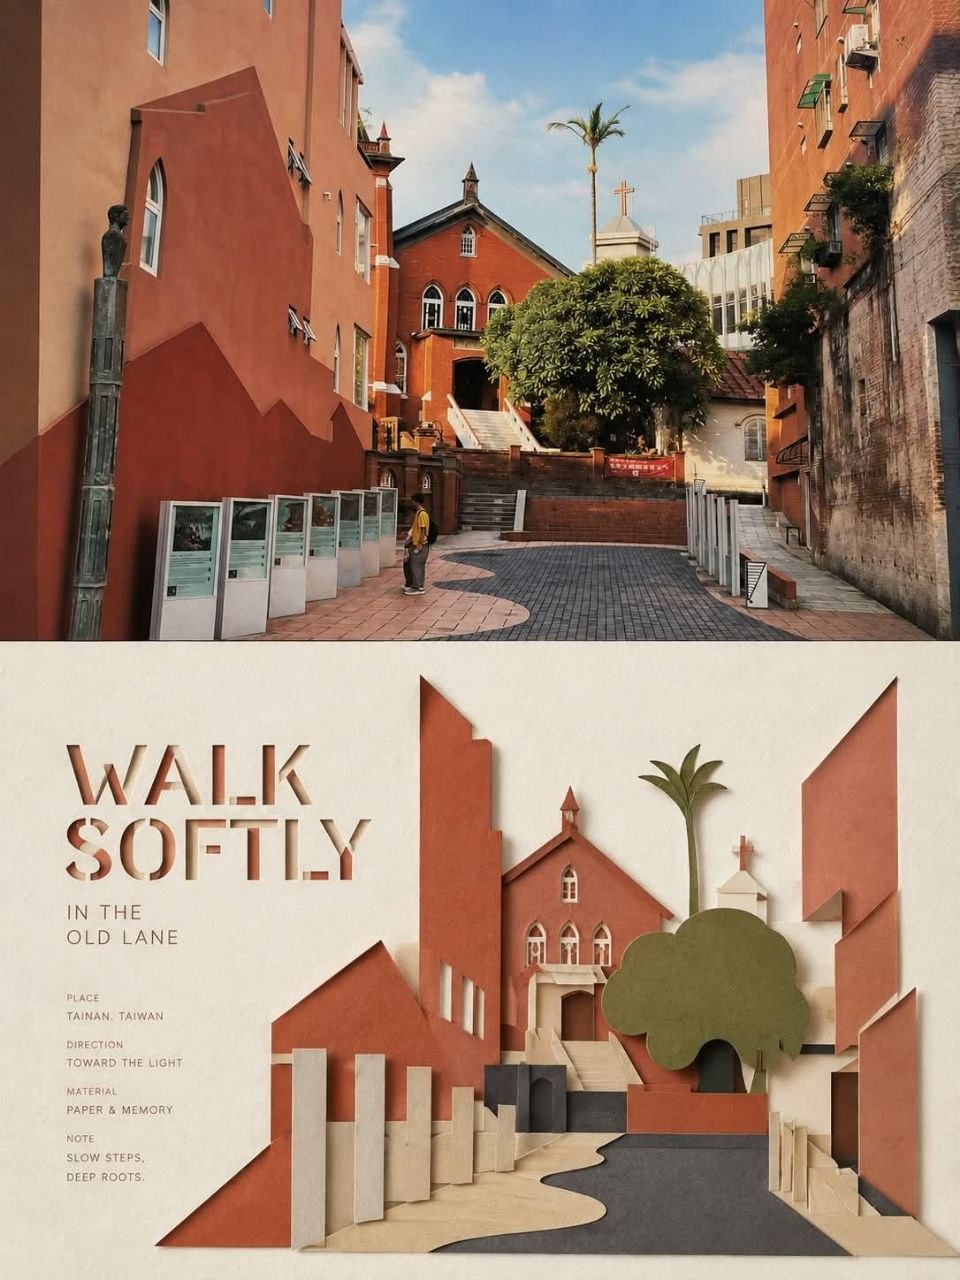 WALK
SOFTLY
IN THE
OLD LANE
PLACE
TAINAN. TAIWAN
DIRECTION
TOWARD THE LIGHT
MATERIAL
PAPER & MEMORY
NOTE
SLOW STEPS,
DEEP ROOTS.